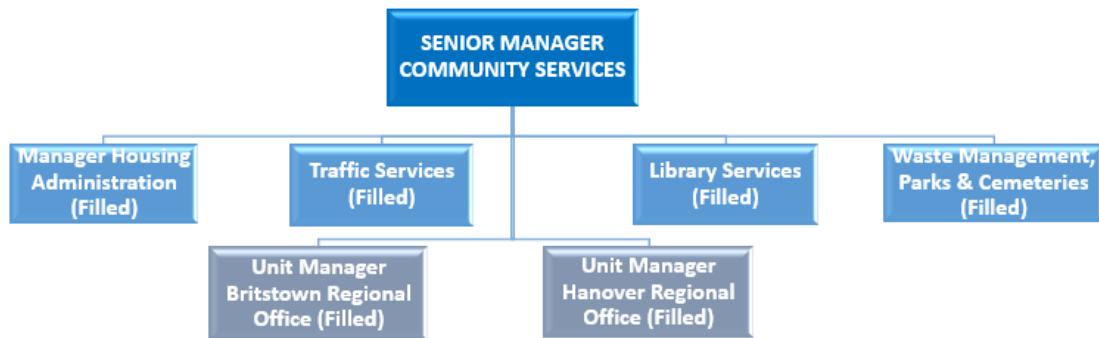 SENIOR MANAGER
COMMUNITY SERVICES
Manager Housing
Administration
(Filled)
Traffic Services
(Filled)
Library Services
(Filled)
Waste Management,
Parks & Cemeteries
(Filled)
Unit Manager
Britstown Regional
Office (Filled)
Unit Manager
Hanover Regional
Office (Filled)